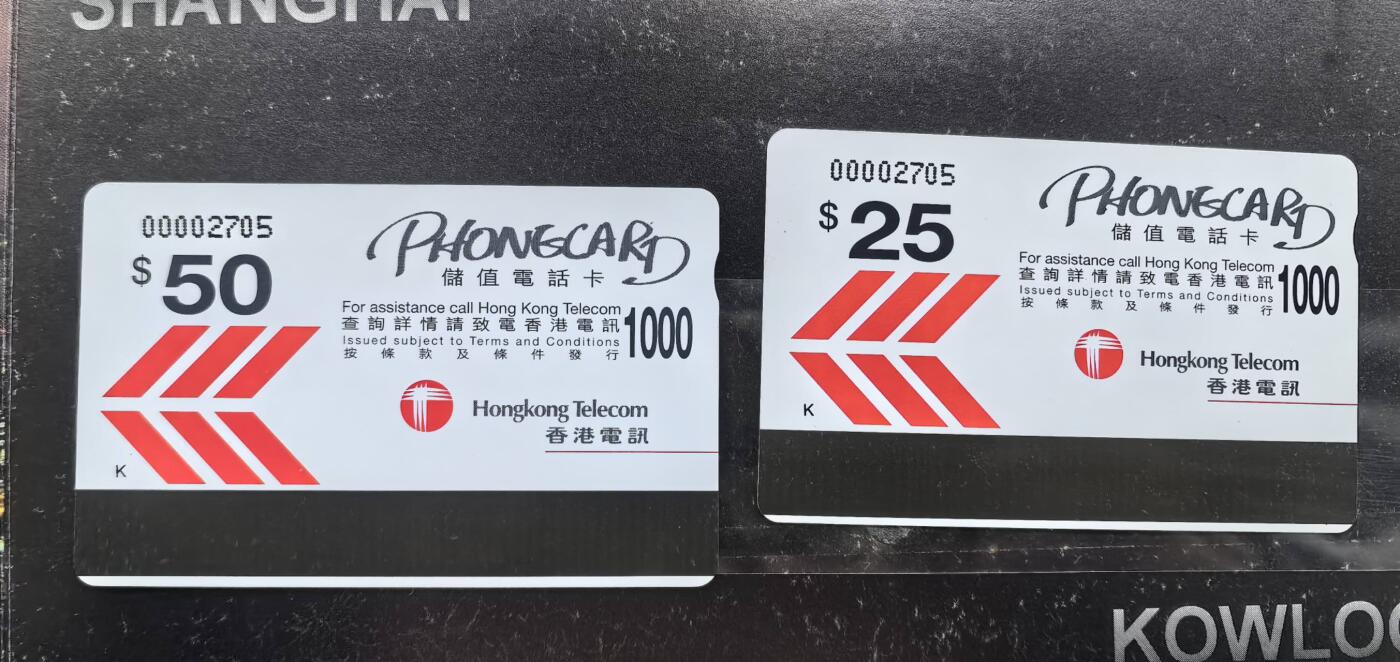 SHANGHAI
00002705
$ 50
PHONECARD
儲值電話卡
For assistance call Hong Kong Telecom
查詢詳情請致電香港電訊 1000
Issued subject to Terms and Conditions
按條款及條件發行
Hongkong Telecom
香港電訊
K
00002705
$ 25
PHONECARD
儲值電話卡
For assistance call Hong Kong Telecom
查詢詳情請致電香港電訊 1000
Issued subject to Terms and Conditions
按條款及條件發行
Hongkong Telecom
香港電訊
K
KOWLOO